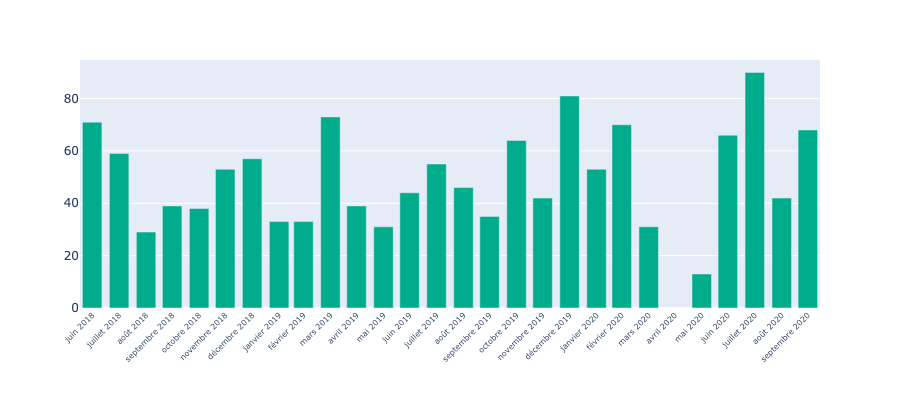 80
60
40
20
0
juin 2018
juillet 2018
août 2018
septembre 2018
octobre 2018
novembre 2018
décembre 2018
janvier 2019
février 2019
mars 2019
avril 2019
mai 2019
juin 2019
juillet 2019
août 2019
septembre 2019
octobre 2019
novembre 2019
décembre 2019
janvier 2020
février 2020
mars 2020
avril 2020
mai 2020
juin 2020
juillet 2020
août 2020
septembre 2020